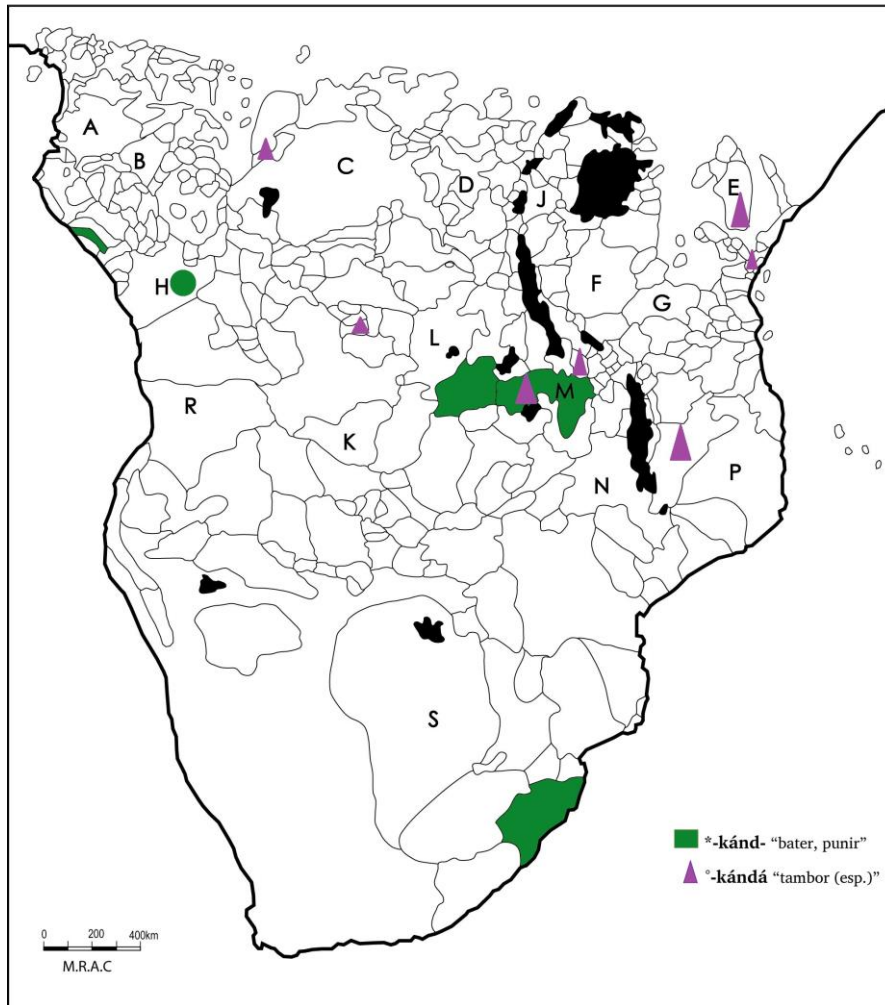 A
B
C
D
J
E
H
F
G
L
M
R
K
N
P
S
*-kánd- "bater, punir"
°-kándá "tambor (esp.)"
0 200 400km
M.R.A.C